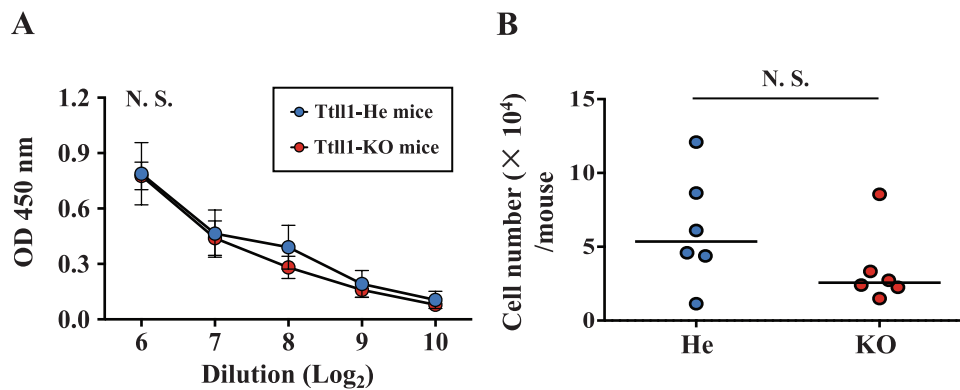 A
N. S.
Ttll1-He mice
Ttll1-KO mice
OD 450 nm
1.2
0.9
0.6
0.3
0.0
6 7 8 9 10
Dilution (Log2)
B
N. S.
Cell number (× 10⁴)
/mouse
15
10
5
0
He KO